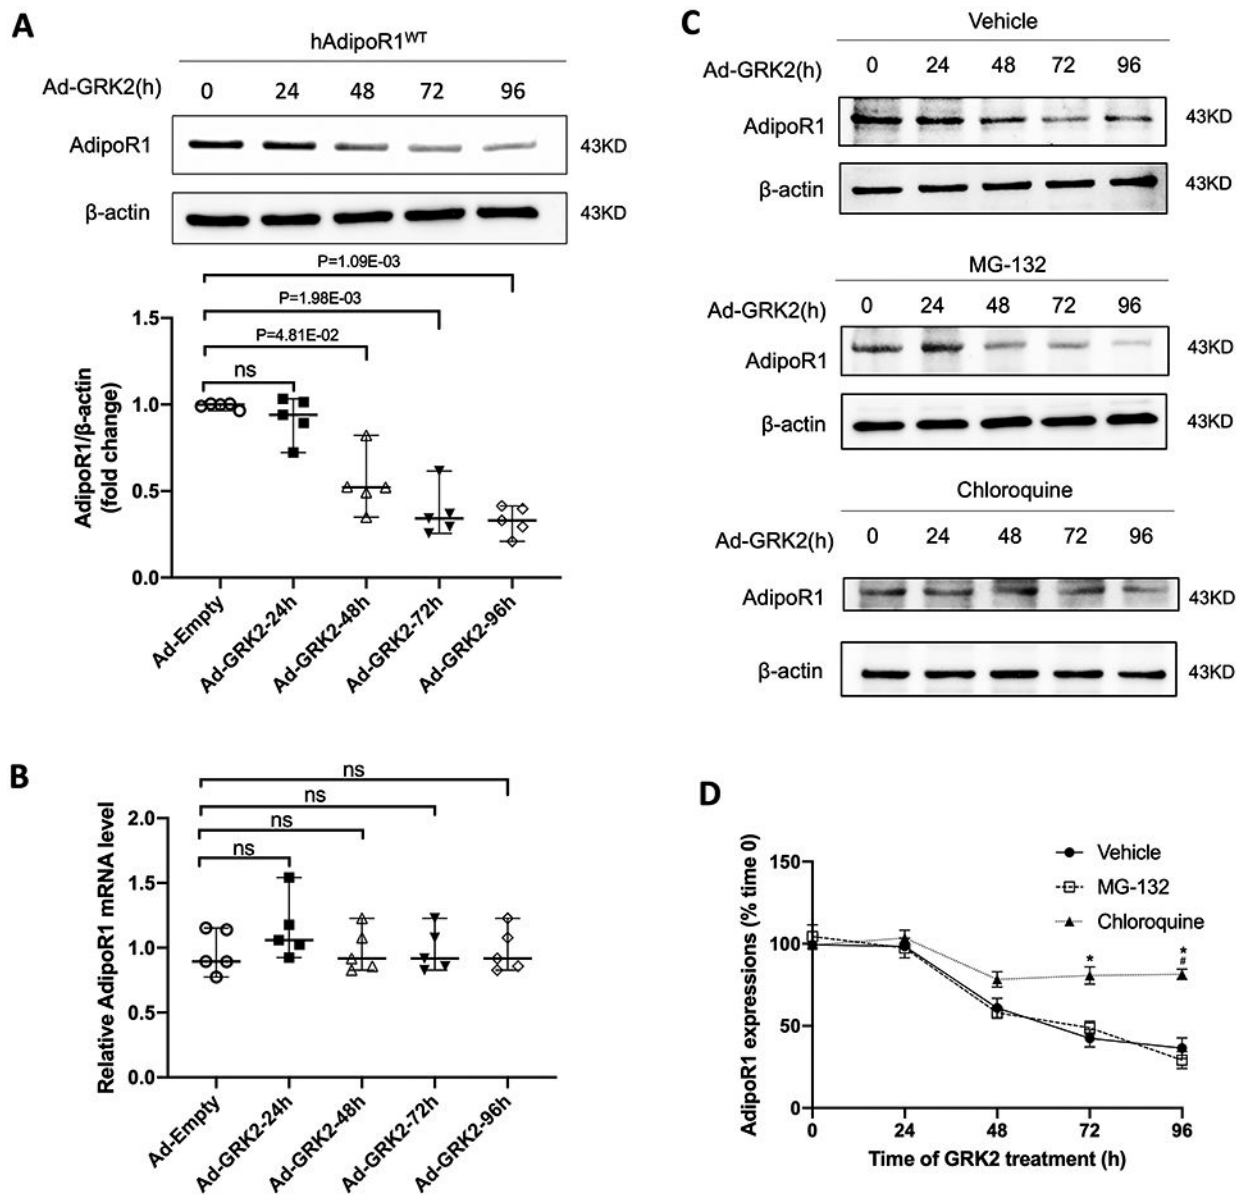 A
hAdipoR1WT
Ad-GRK2(h) 0 24 48 72 96
AdipoR1 43KD
β-actin 43KD
P=1.09E-03
P=1.98E-03
P=4.81E-02
ns
AdipoR1/β-actin
(fold change)
1.5
1.0
0.5
0.0
Ad-Empty
Ad-GRK2-24h
Ad-GRK2-48h
Ad-GRK2-72h
Ad-GRK2-96h
B
ns
ns
ns
ns
Relative AdipoR1 mRNA level
2.0
1.5
1.0
0.5
0.0
Ad-Empty
Ad-GRK2-24h
Ad-GRK2-48h
Ad-GRK2-72h
Ad-GRK2-96h
C
Vehicle
Ad-GRK2(h) 0 24 48 72 96
AdipoR1 43KD
β-actin 43KD
MG-132
Ad-GRK2(h) 0 24 48 72 96
AdipoR1 43KD
β-actin 43KD
Chloroquine
Ad-GRK2(h) 0 24 48 72 96
AdipoR1 43KD
β-actin 43KD
D
Vehicle
MG-132
Chloroquine
AdipoR1 expressions (% time 0)
150
100
50
0
* *
#
0 24 48 72 96
Time of GRK2 treatment (h)